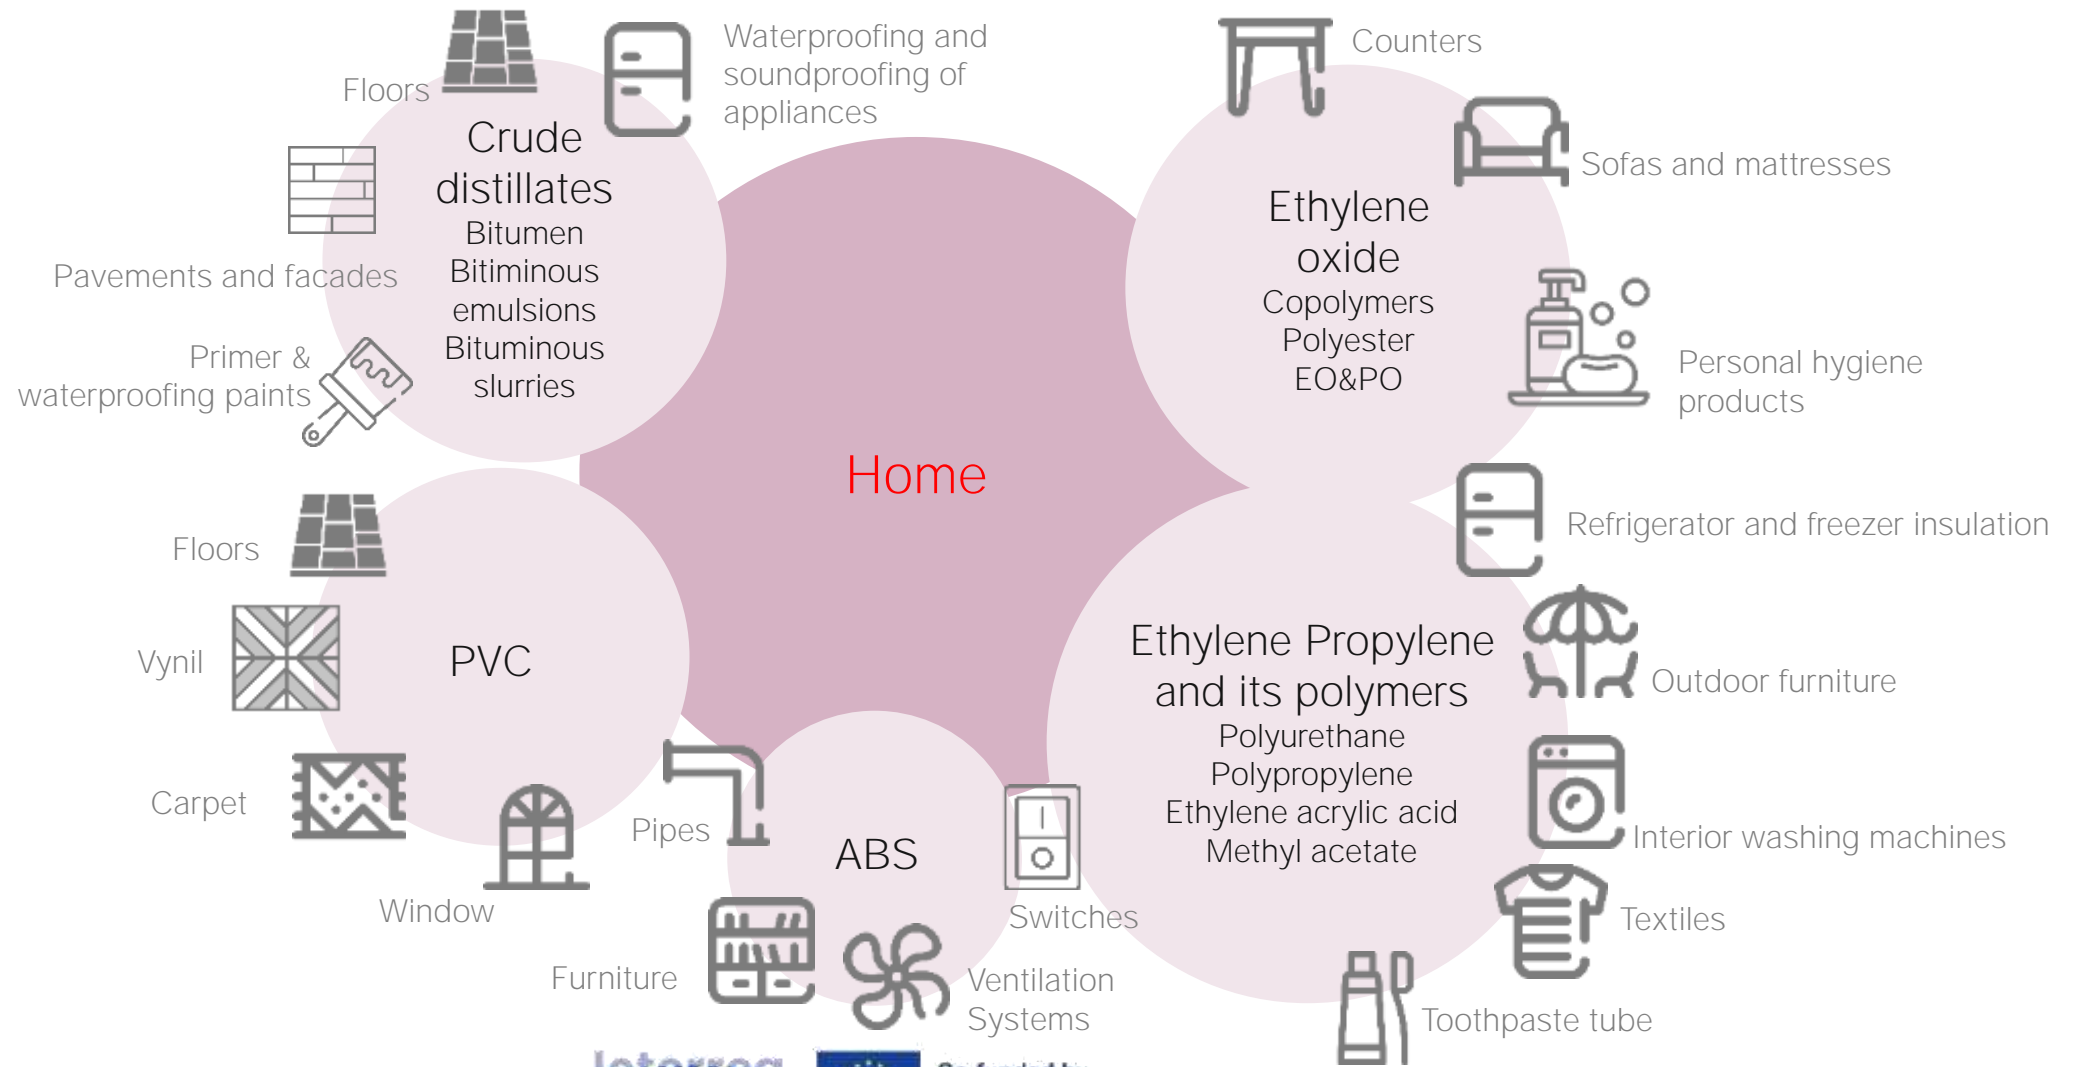 Floors
Waterproofing and
soundproofing of
appliances
Crude
distillates
Bitumen
Bitiminous
emulsions
Bituminous
slurries
Pavements and facades
Primer &
waterproofing paints
Counters
Sofas and mattresses
Ethylene
oxide
Copolymers
Polyester
EO&PO
Personal hygiene
products
Home
Floors
Vynil
PVC
Carpet
Window
Pipes
ABS
Switches
Furniture
Ventilation
Systems
Refrigerator and freezer insulation
Ethylene Propylene
and its polymers
Polyurethane
Polypropylene
Ethylene acrylic acid
Methyl acetate
Outdoor furniture
Interior washing machines
Textiles
Toothpaste tube